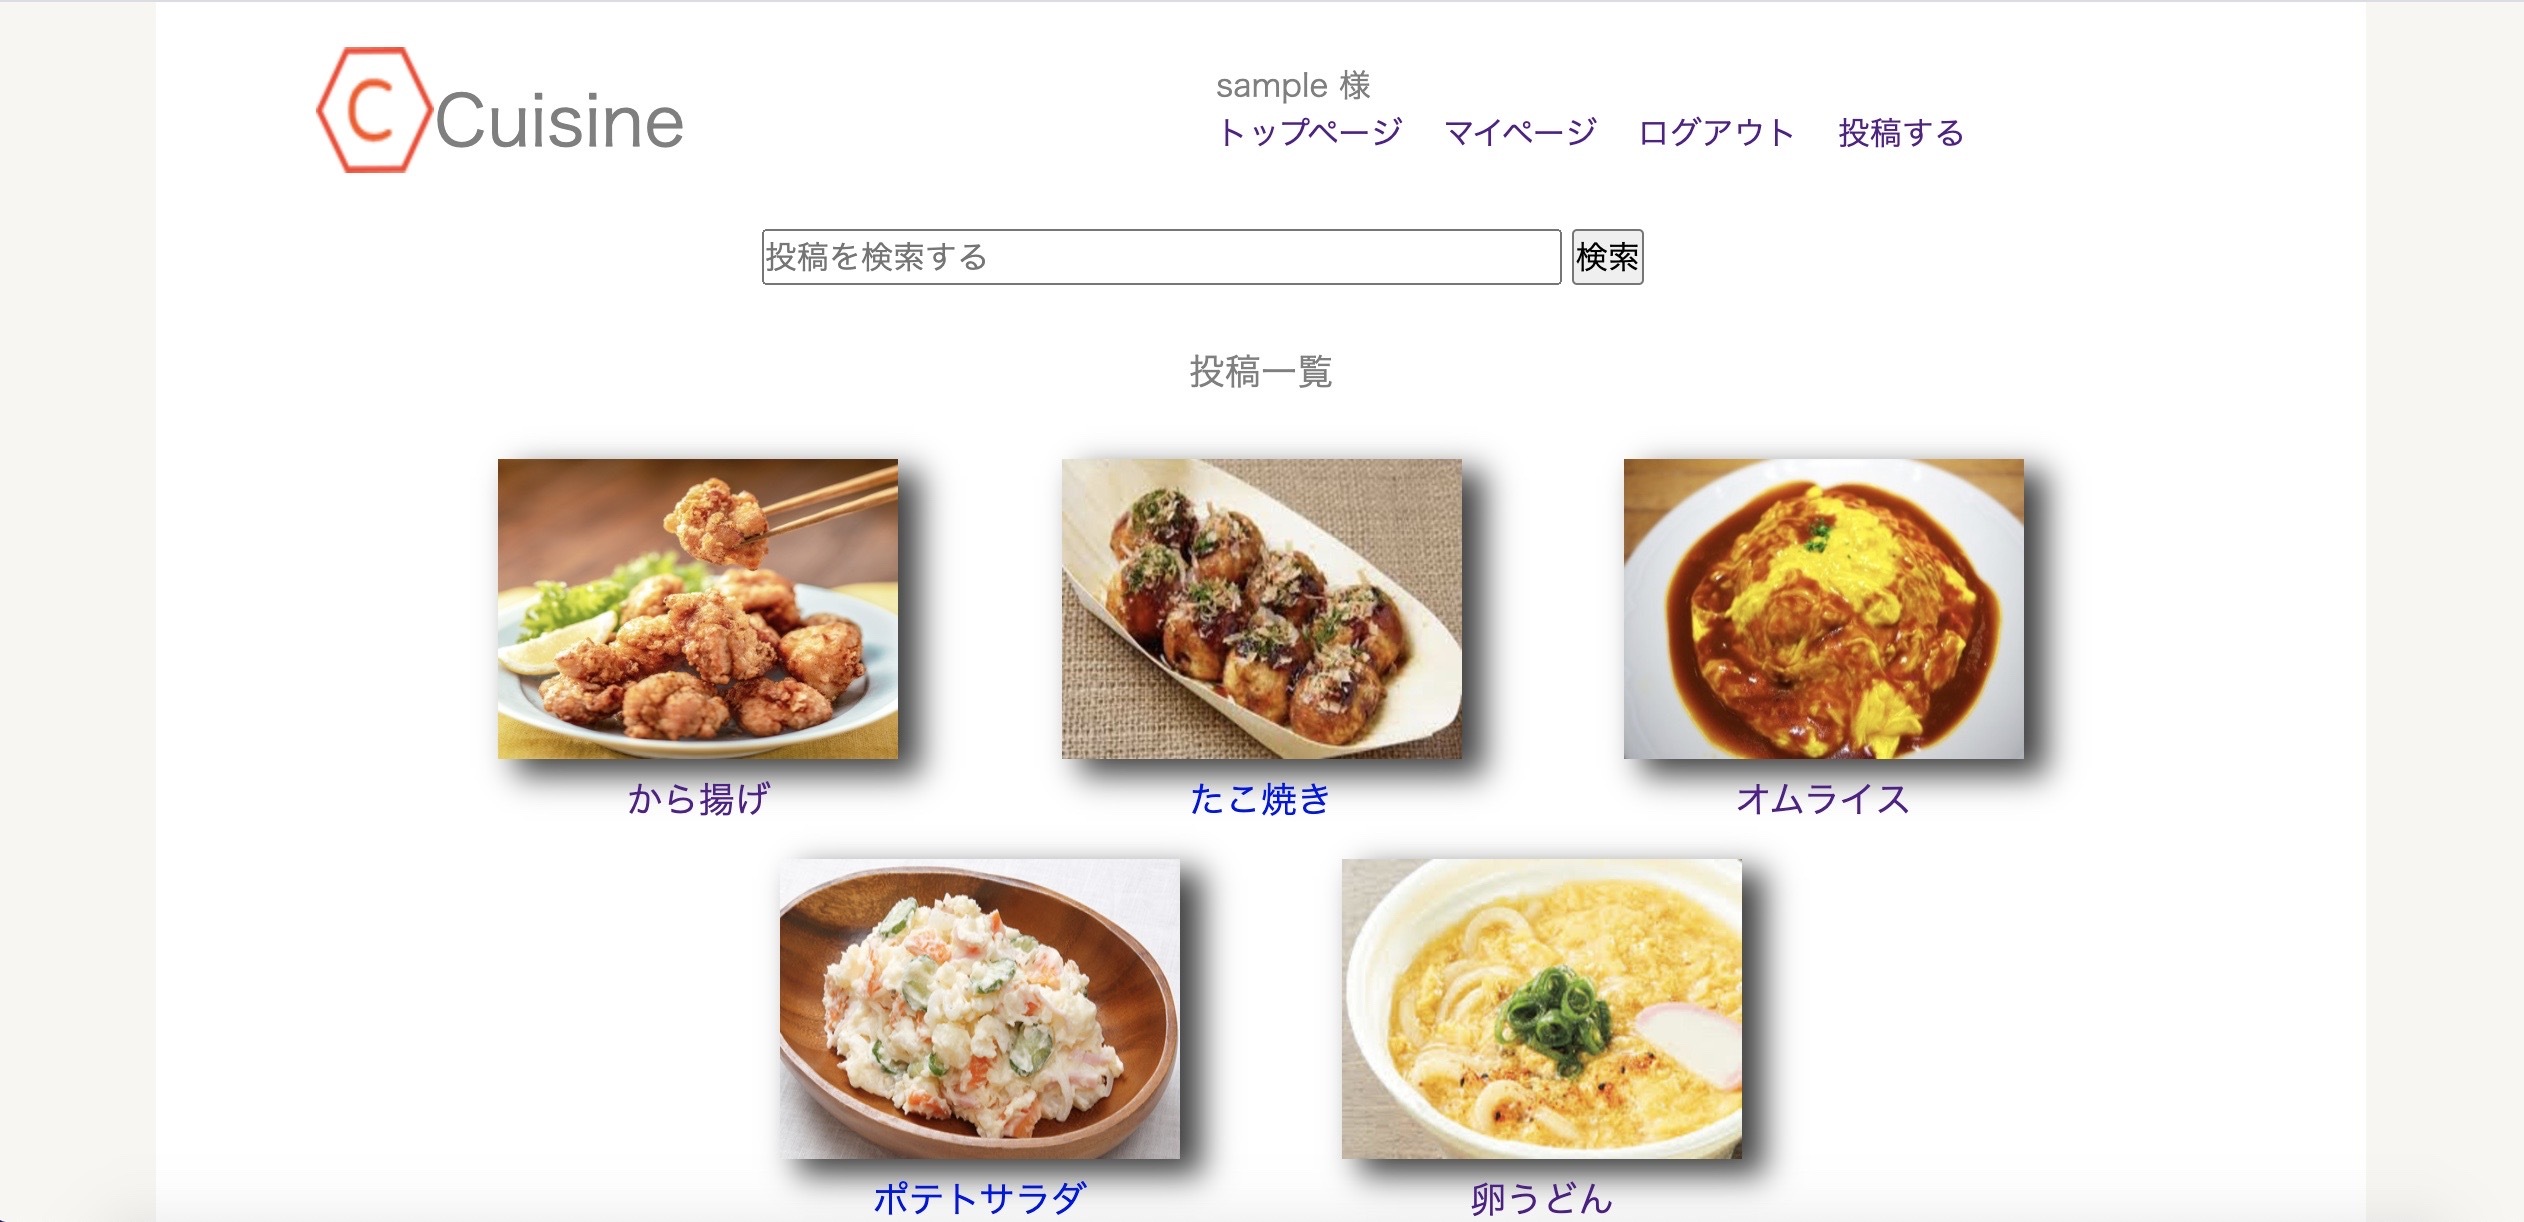 C
Cuisine
sample 様
トップページ マイページ ログアウト 投稿する
投稿を検索する 検索
投稿一覧
から揚げ たこ焼き オムライス
ポテトサラダ 卵うどん